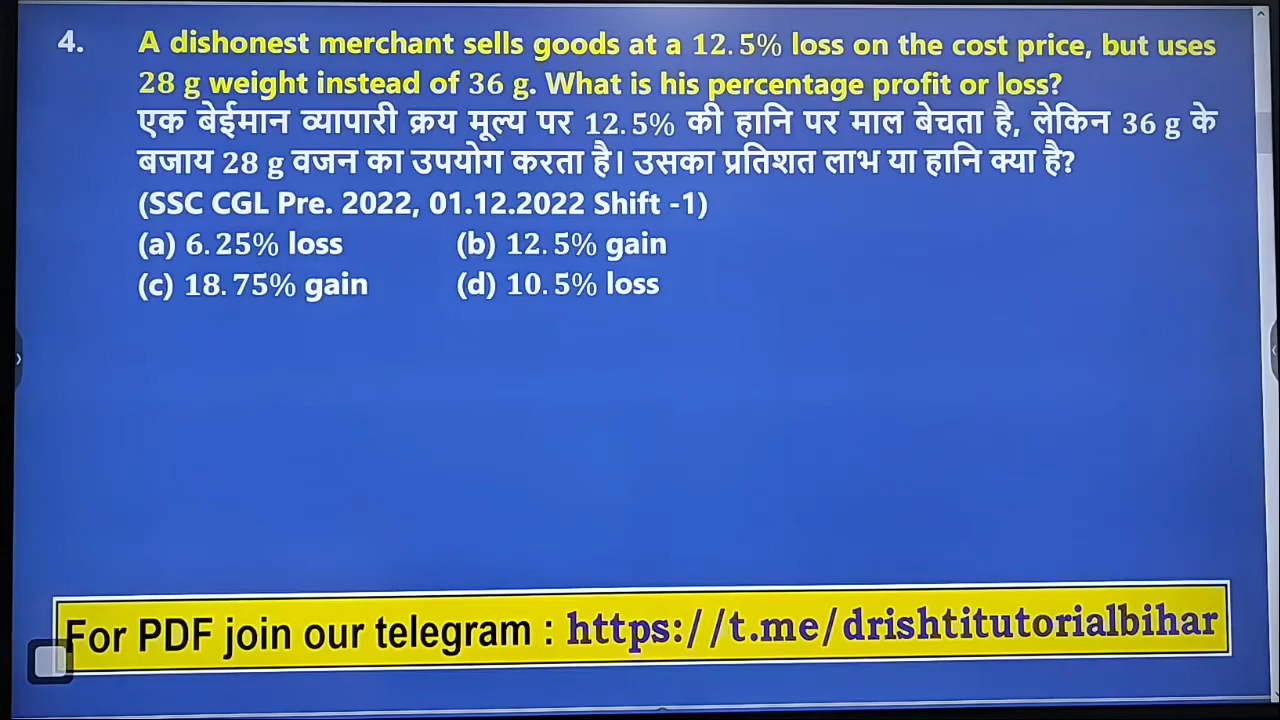 4. A dishonest merchant sells goods at a 12.5% loss on the cost price, but uses
28 g weight instead of 36 g. What is his percentage profit or loss?
एक बेईमान व्यापारी क्रय मूल्य पर 12.5% की हानि पर माल बेचता है, लेकिन 36 g के
बजाय 28 g वजन का उपयोग करता है। उसका प्रतिशत लाभ या हानि क्या है?
(SSC CGL Pre. 2022, 01.12.2022 Shift -1)
(a) 6.25% loss (b) 12.5% gain
(c) 18.75% gain (d) 10.5% loss
For PDF join our telegram : https://t.me/drishtitutorialbihar